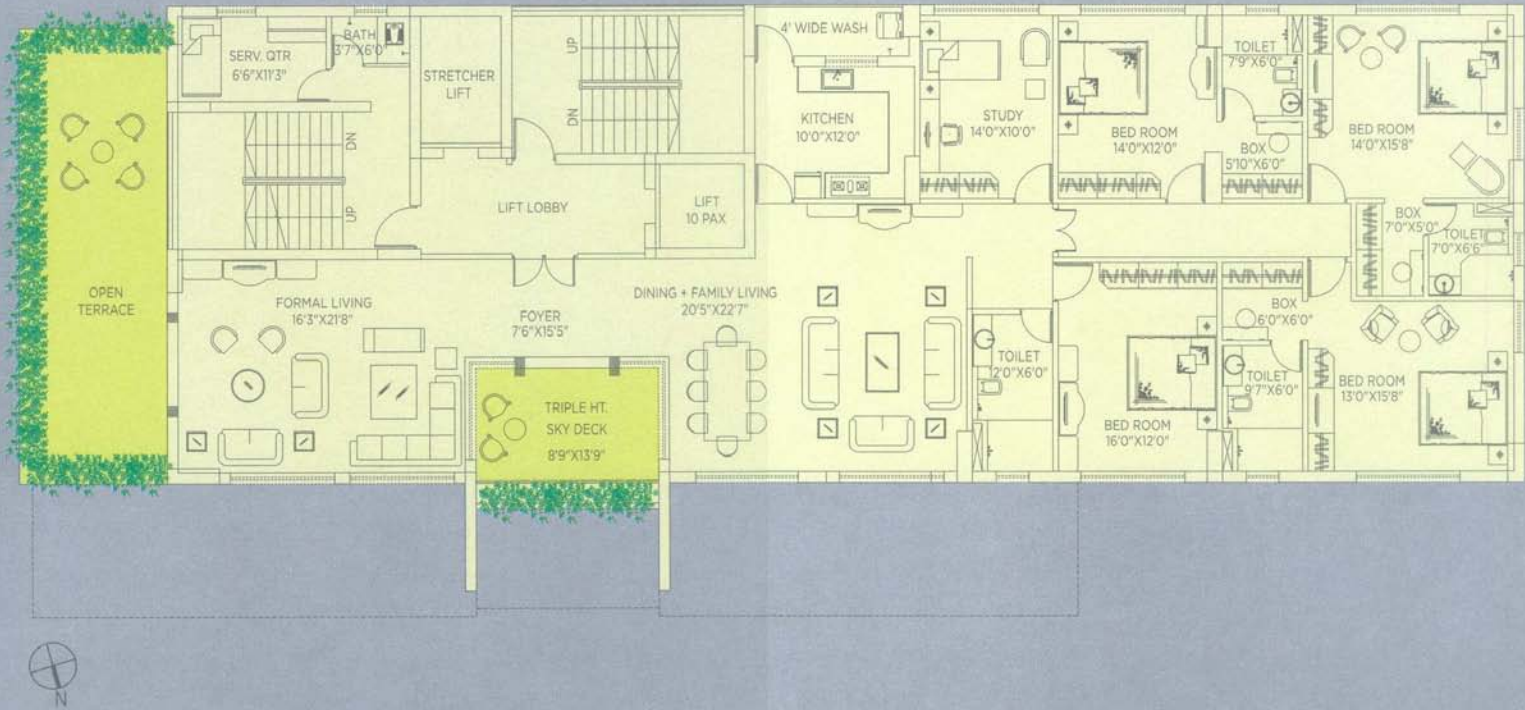 SERV. QTR
6'6"X11'3"
BATH
3'7"X6'0"
STRETCHER
LIFT
UP
DN
4' WIDE WASH
KITCHEN
10'0"X12'0"
STUDY
14'0"X10'0"
BED ROOM
14'0"X12'0"
TOILET
7'9"X6'0"
BOX
5'10"X6'0"
BED ROOM
14'0"X15'8"
DN
UP
LIFT LOBBY
LIFT
10 PAX
BOX
7'0"X5'0"
TOILET
7'0"X6'6"
OPEN
TERRACE
FORMAL LIVING
16'3"X21'8"
FOYER
7'6"X15'5"
DINING + FAMILY LIVING
20'5"X22'7"
TRIPLE HT.
SKY DECK
8'9"X13'9"
TOILET
12'0"X6'0"
BED ROOM
16'0"X12'0"
BOX
6'0"X6'0"
TOILET
9'7"X6'0"
BED ROOM
13'0"X15'8"
N